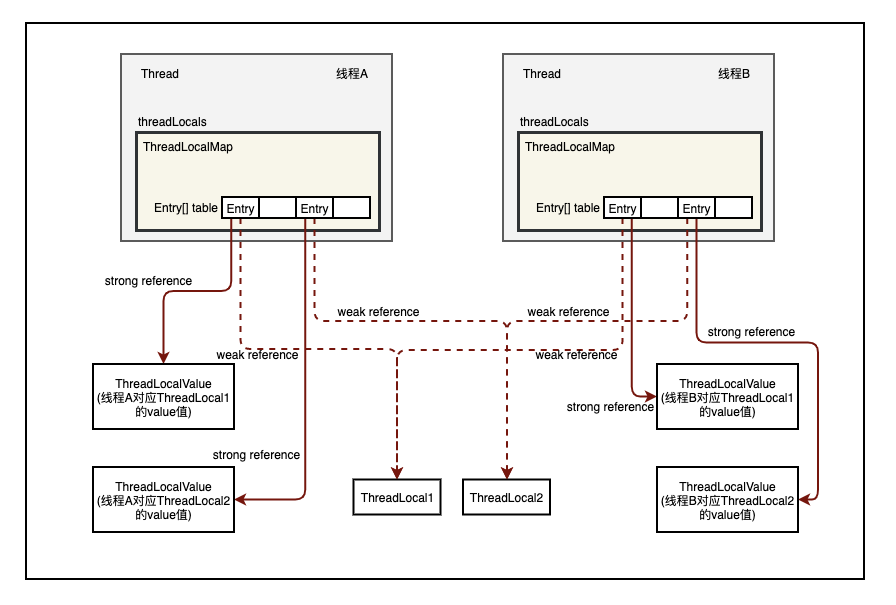 Thread 线程A
threadLocals
ThreadLocalMap
Entry[] table Entry Entry
Thread 线程B
threadLocals
ThreadLocalMap
Entry[] table Entry Entry
strong reference
weak reference
weak reference
strong reference
weak reference
weak reference
strong reference
strong reference
ThreadLocalValue
(线程A对应ThreadLocal1
的value值)
ThreadLocalValue
(线程B对应ThreadLocal1
的value值)
ThreadLocalValue
(线程A对应ThreadLocal2
的value值)
ThreadLocal1
ThreadLocal2
ThreadLocalValue
(线程B对应ThreadLocal2
的value值)